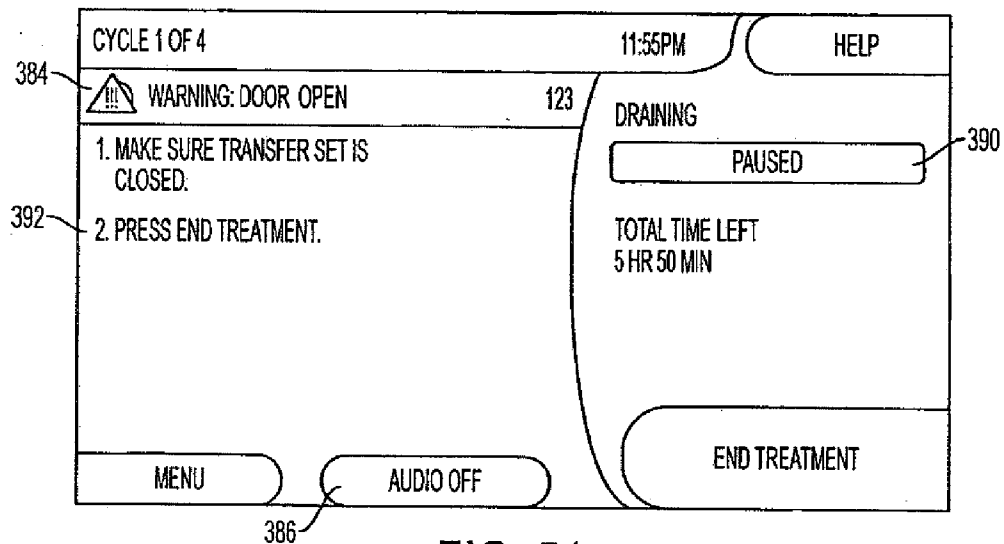 CYCLE 1 OF 4
11:55PM
HELP
384
WARNING: DOOR OPEN
123
DRAINING
PAUSED
390
1. MAKE SURE TRANSFER SET IS
CLOSED.
392
2. PRESS END TREATMENT.
TOTAL TIME LEFT
5 HR 50 MIN
MENU
AUDIO OFF
END TREATMENT
386